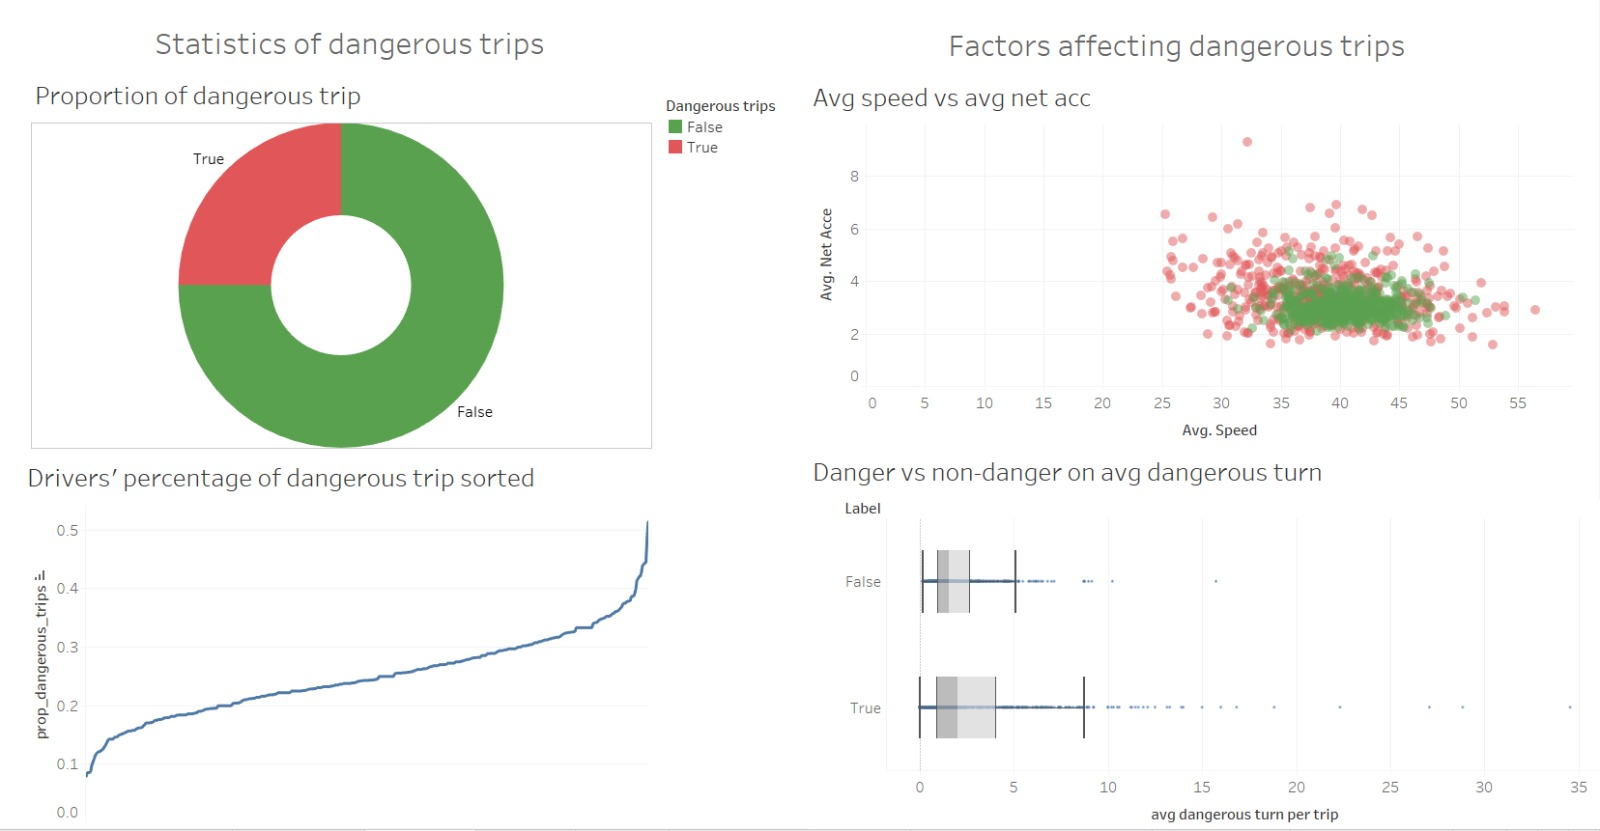 Statistics of dangerous trips
Proportion of dangerous trip
True
False
Dangerous trips
False
True
Drivers’ percentage of dangerous trip sorted
prop_dangerous_trips
0.5
0.4
0.3
0.2
0.1
0.0
Factors affecting dangerous trips
Avg speed vs avg net acc
Avg. Net Acce
8
6
4
2
0
0 5 10 15 20 25 30 35 40 45 50 55
Avg. Speed
Danger vs non-danger on avg dangerous turn
Label
False
True
0 5 10 15 20 25 30 35
avg dangerous turn per trip